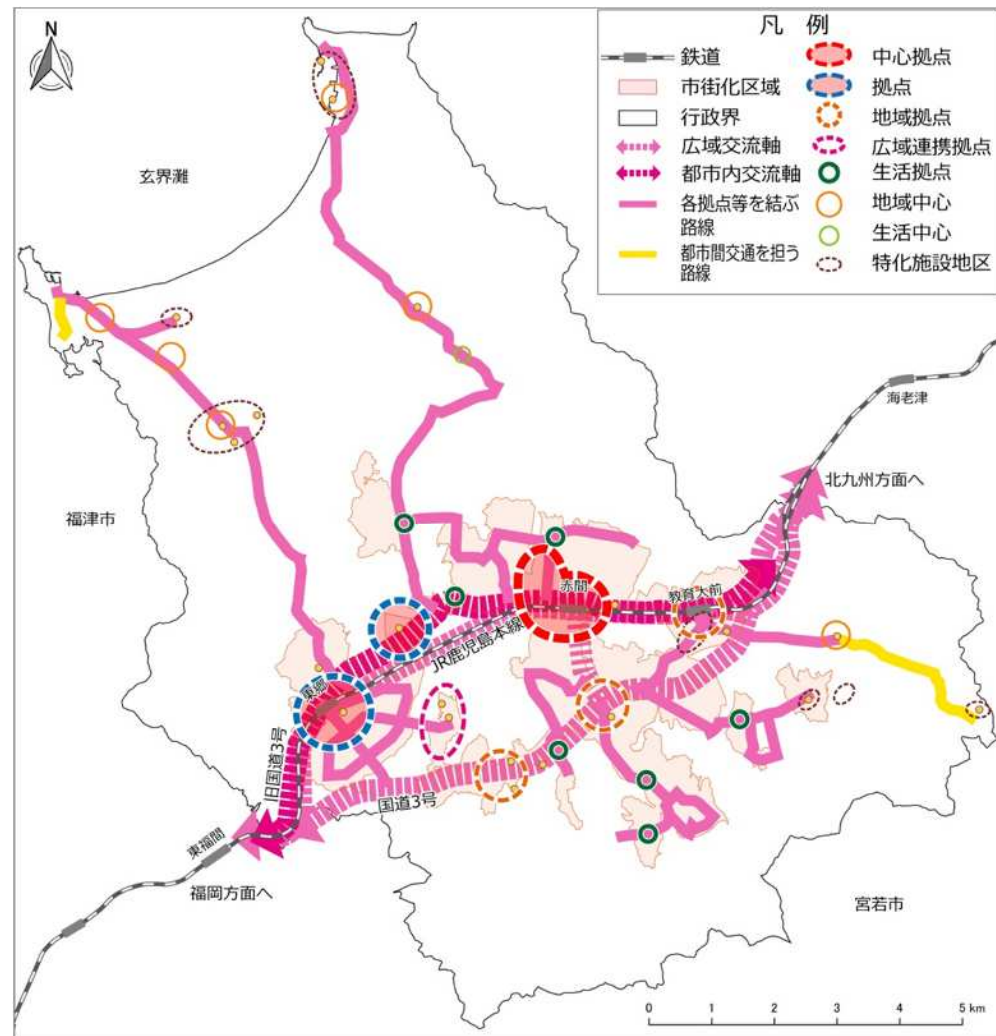 N
凡 例
鉄道
市街化区域
行政界
広域交流軸
都市内交流軸
各拠点等を結ぶ
路線
都市間交通を担う
路線
中心拠点
拠点
地域拠点
広域連携拠点
生活拠点
地域中心
生活中心
特化施設地区
玄界灘
海老津
北九州方面へ
福津市
赤間
教育大前
JR鹿児島本線
東郷
旧国道3号
国道3号
東福間
福岡方面へ
宮若市
0 1 2 3 4 5 km